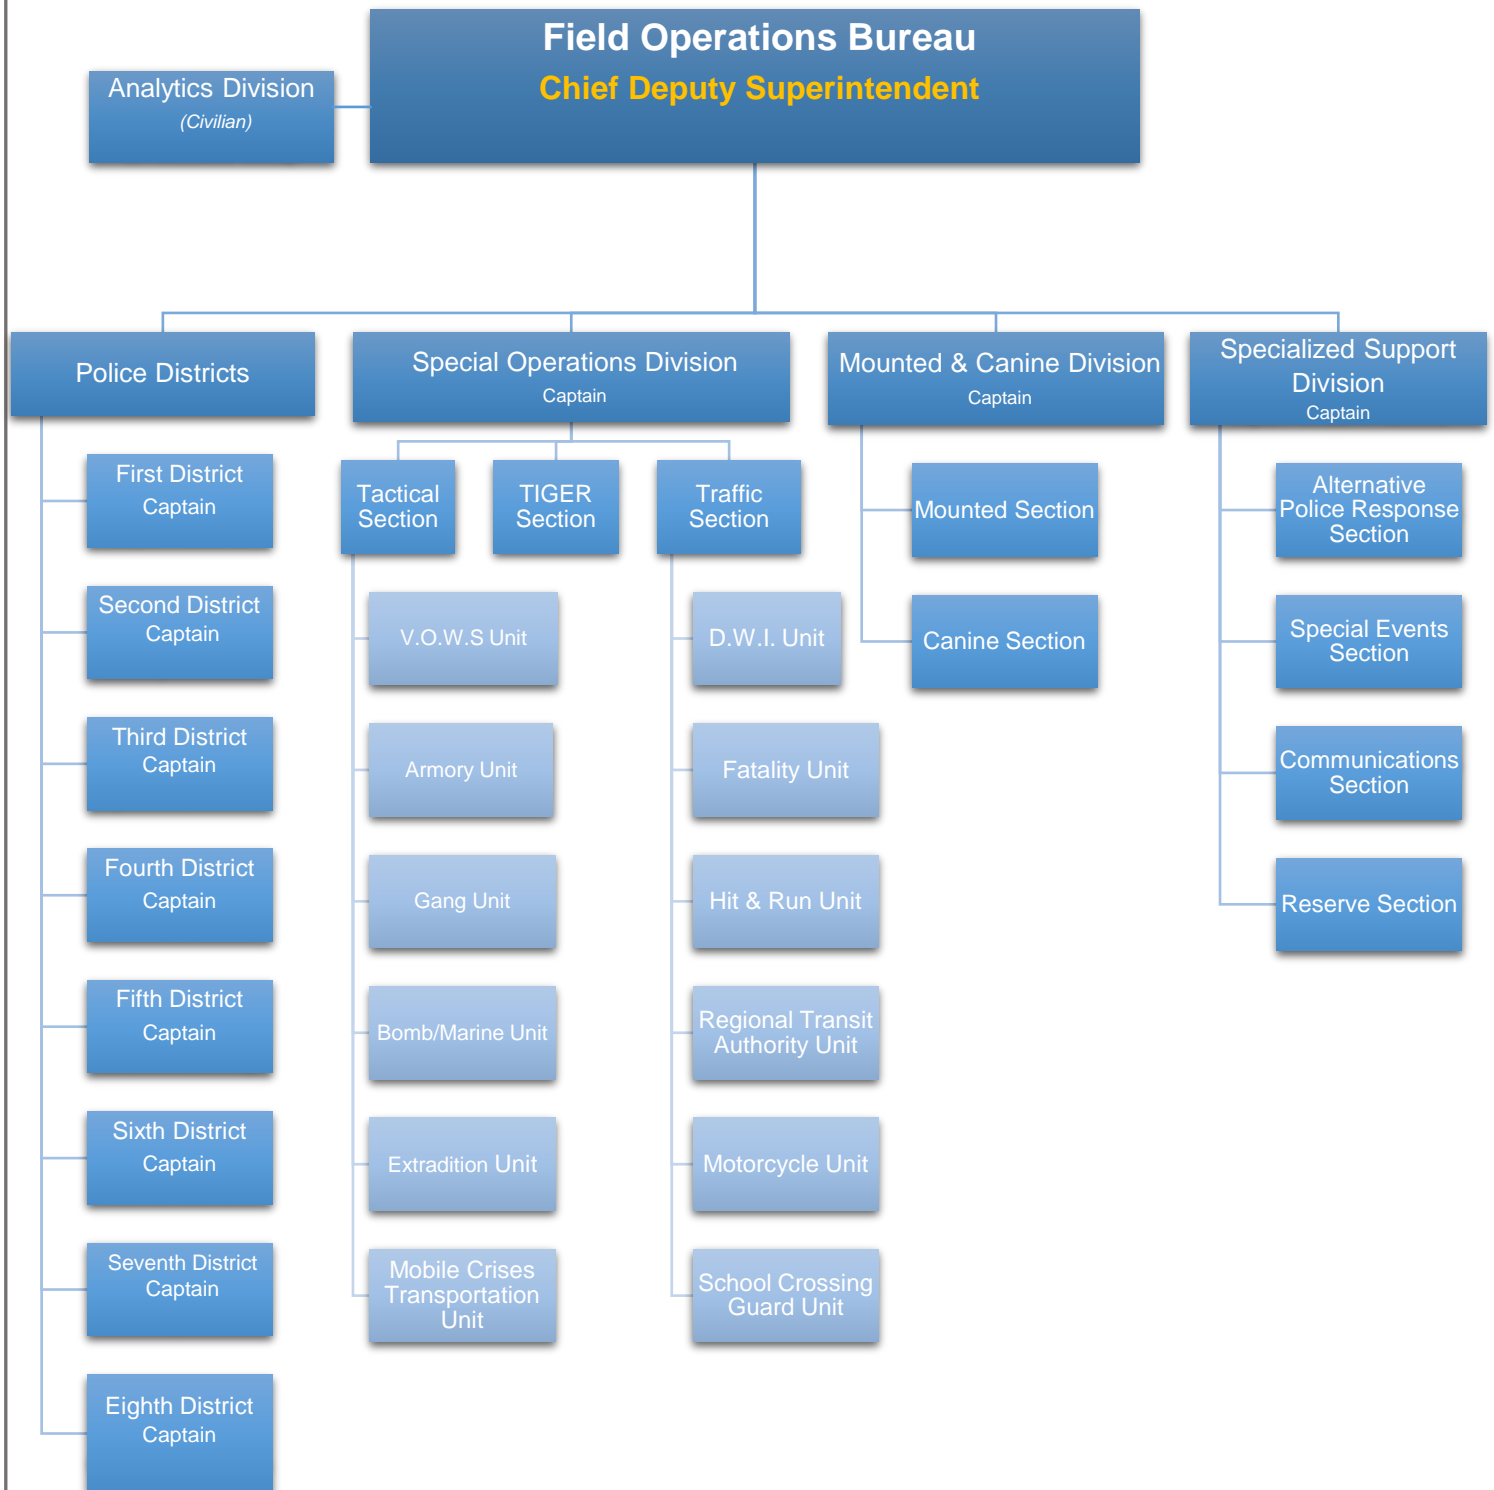 Field Operations Bureau
Chief Deputy Superintendent
Analytics Division
(Civilian)
Police Districts
First District
Captain
Second District
Captain
Third District
Captain
Fourth District
Captain
Fifth District
Captain
Sixth District
Captain
Seventh District
Captain
Eighth District
Captain
Special Operations Division
Captain
Tactical
Section
V.O.W.S Unit
Armory Unit
Gang Unit
Bomb/Marine Unit
Extradition Unit
Mobile Crises
Transportation
Unit
TIGER
Section
Traffic
Section
D.W.I. Unit
Fatality Unit
Hit & Run Unit
Regional Transit
Authority Unit
Motorcycle Unit
School Crossing
Guard Unit
Mounted & Canine Division
Captain
Mounted Section
Canine Section
Specialized Support
Division
Captain
Alternative
Police Response
Section
Special Events
Section
Communications
Section
Reserve Section